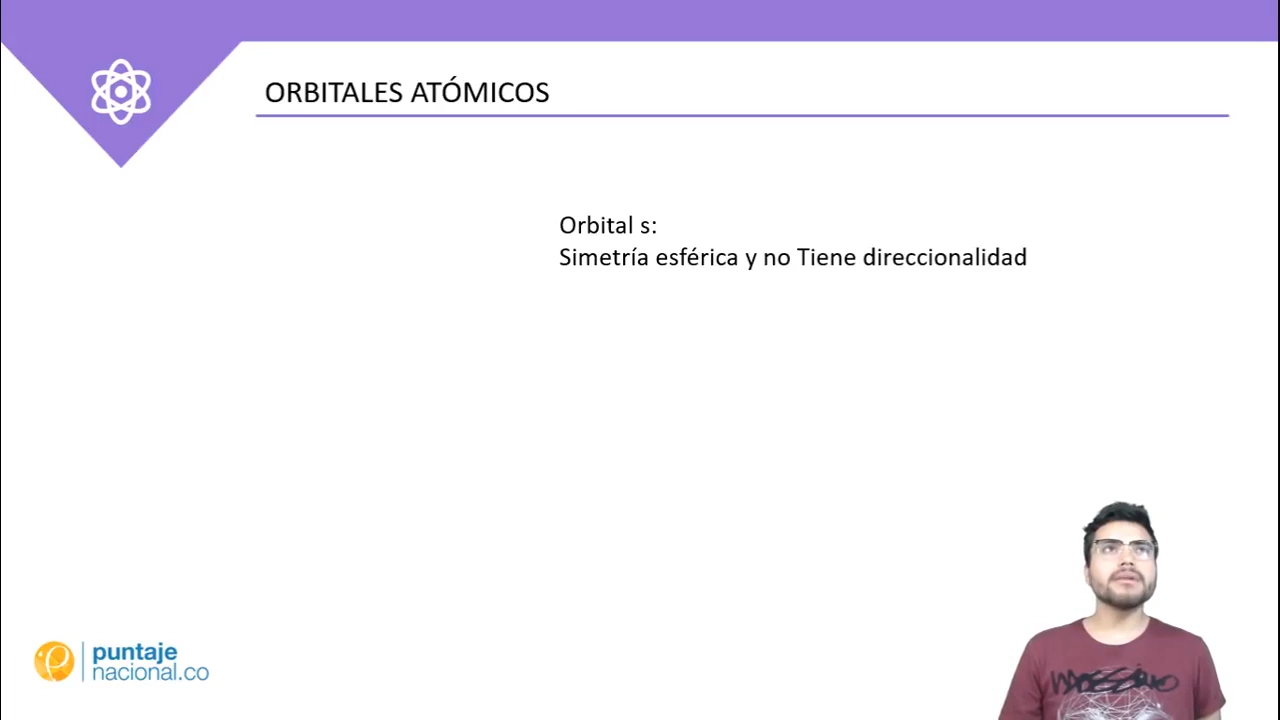 ORBITALES ATÓMICOS
Orbital s:
Simetría esférica y no Tiene direccionalidad
puntaje
nacional.co